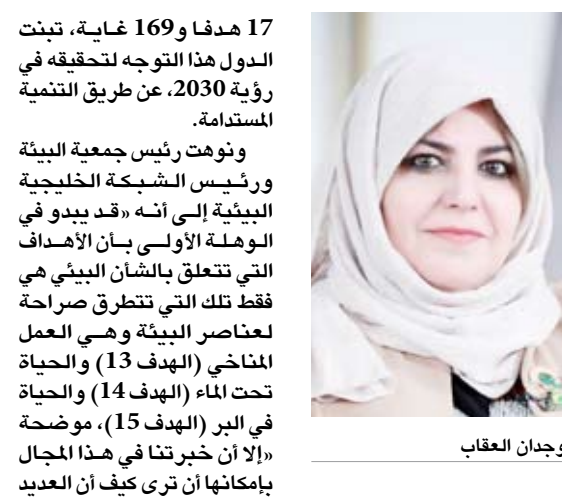 17 هدفا و169 غاية، تبنت
الدول هذا التوجه لتحقيقه في
رؤية 2030، عن طريق التنمية
المستدامة.
ونوهت رئيس جمعية البيئة
ورئيس الشبكة الخليجية
البيئية إلى أنه «قد يبدو في
الوهلة الأولى بأن الأهداف
التي تتعلق بالشأن البيئي هي
فقط تلك التي تتطرق صراحة
لعناصر البيئة وهي العمل
المناخي (الهدف 13) والحياة
تحت الماء (الهدف 14) والحياة
في البر (الهدف 15)، موضحة
«إلا أن خبرتنا في هذا المجال
بإمكانها أن ترى كيف أن العديد
وجدان العقاب